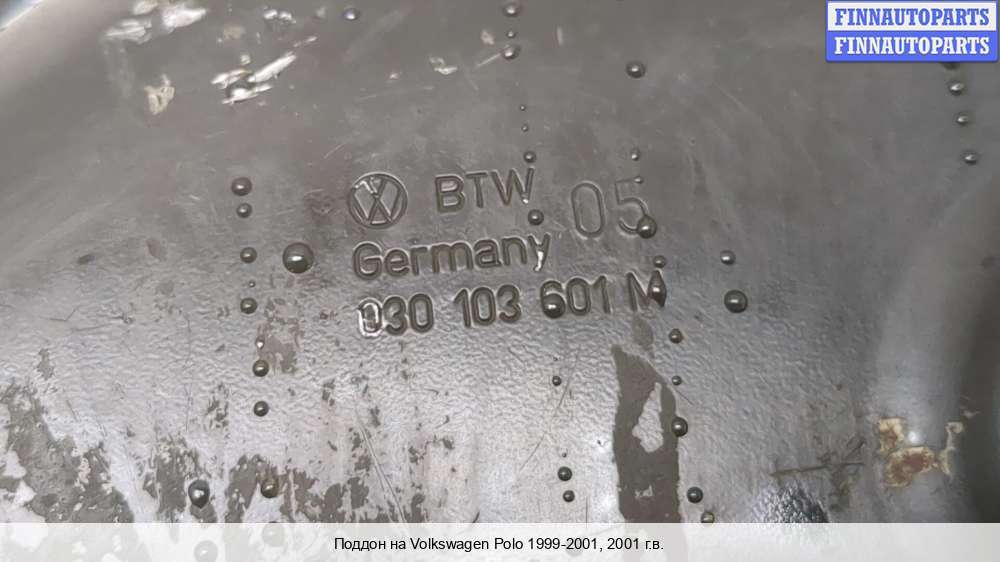 FINNAUTOPARTS
FINNAUTOPARTS
BTW 05
Germany
030 103 601 M
Поддон на Volkswagen Polo 1999-2001, 2001 г.в.